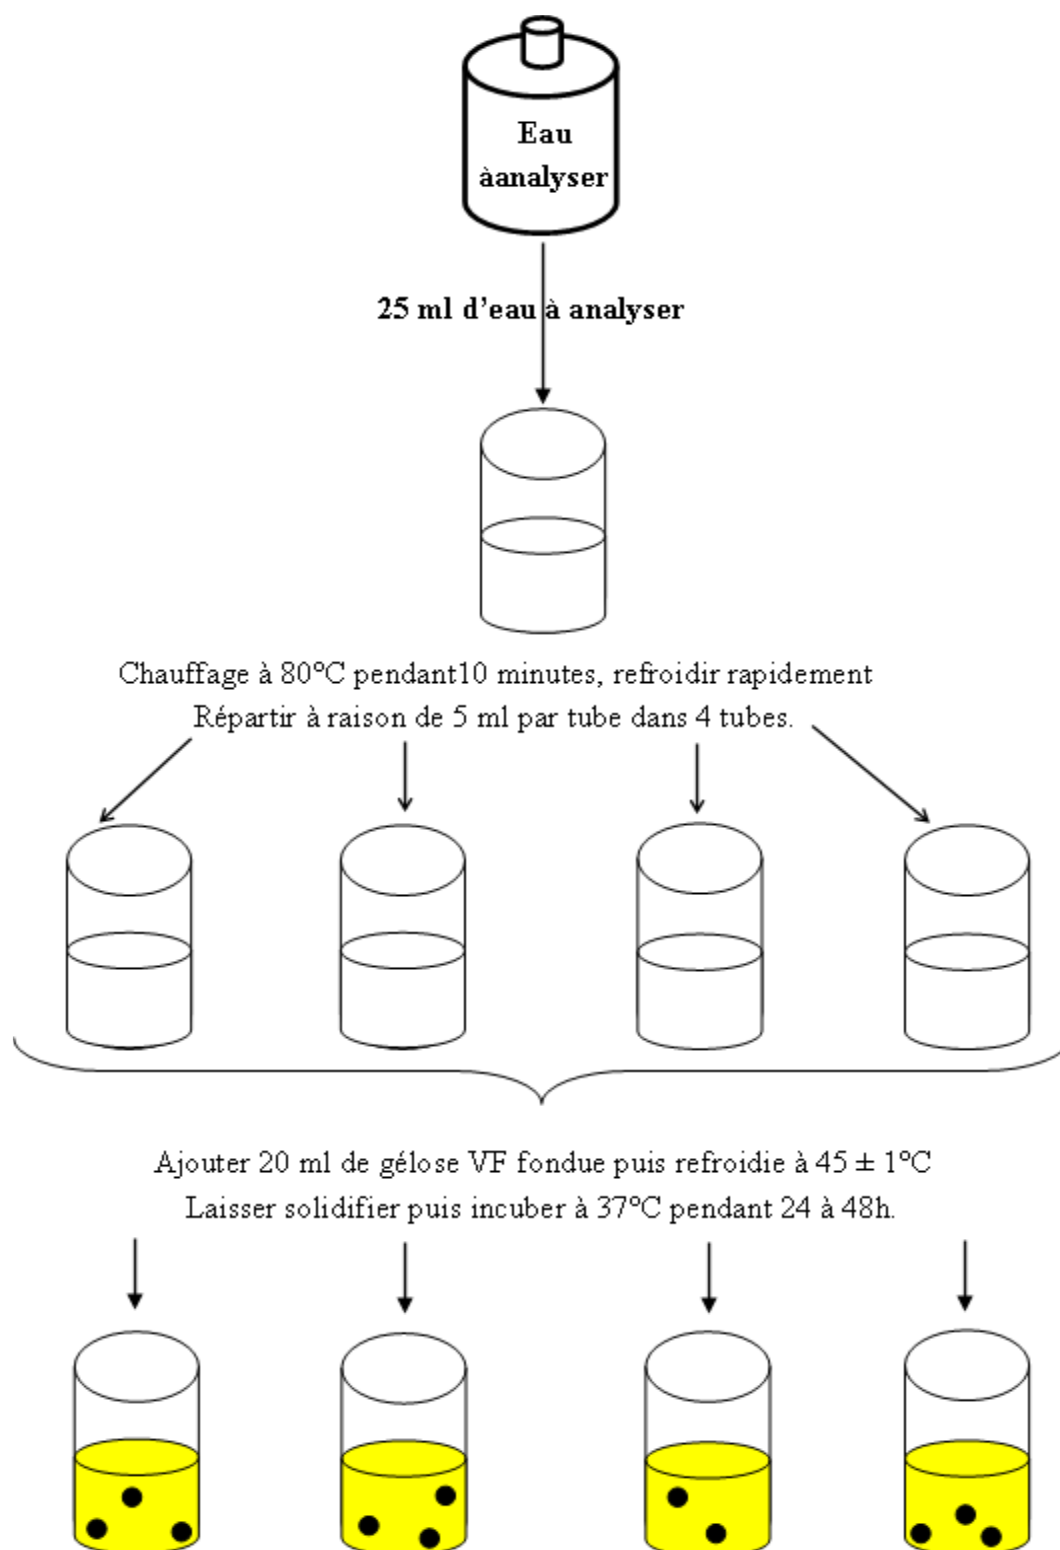 Eau
àanalyser
25 ml d'eau à analyser
Chauffage à 80°C pendant10 minutes, refroidir rapidement
Répartir à raison de 5 ml par tube dans 4 tubes.
Ajouter 20 ml de gélose VF fondue puis refroidie à 45 ± 1°C
Laisser solidifier puis incuber à 37°C pendant 24 à 48h.